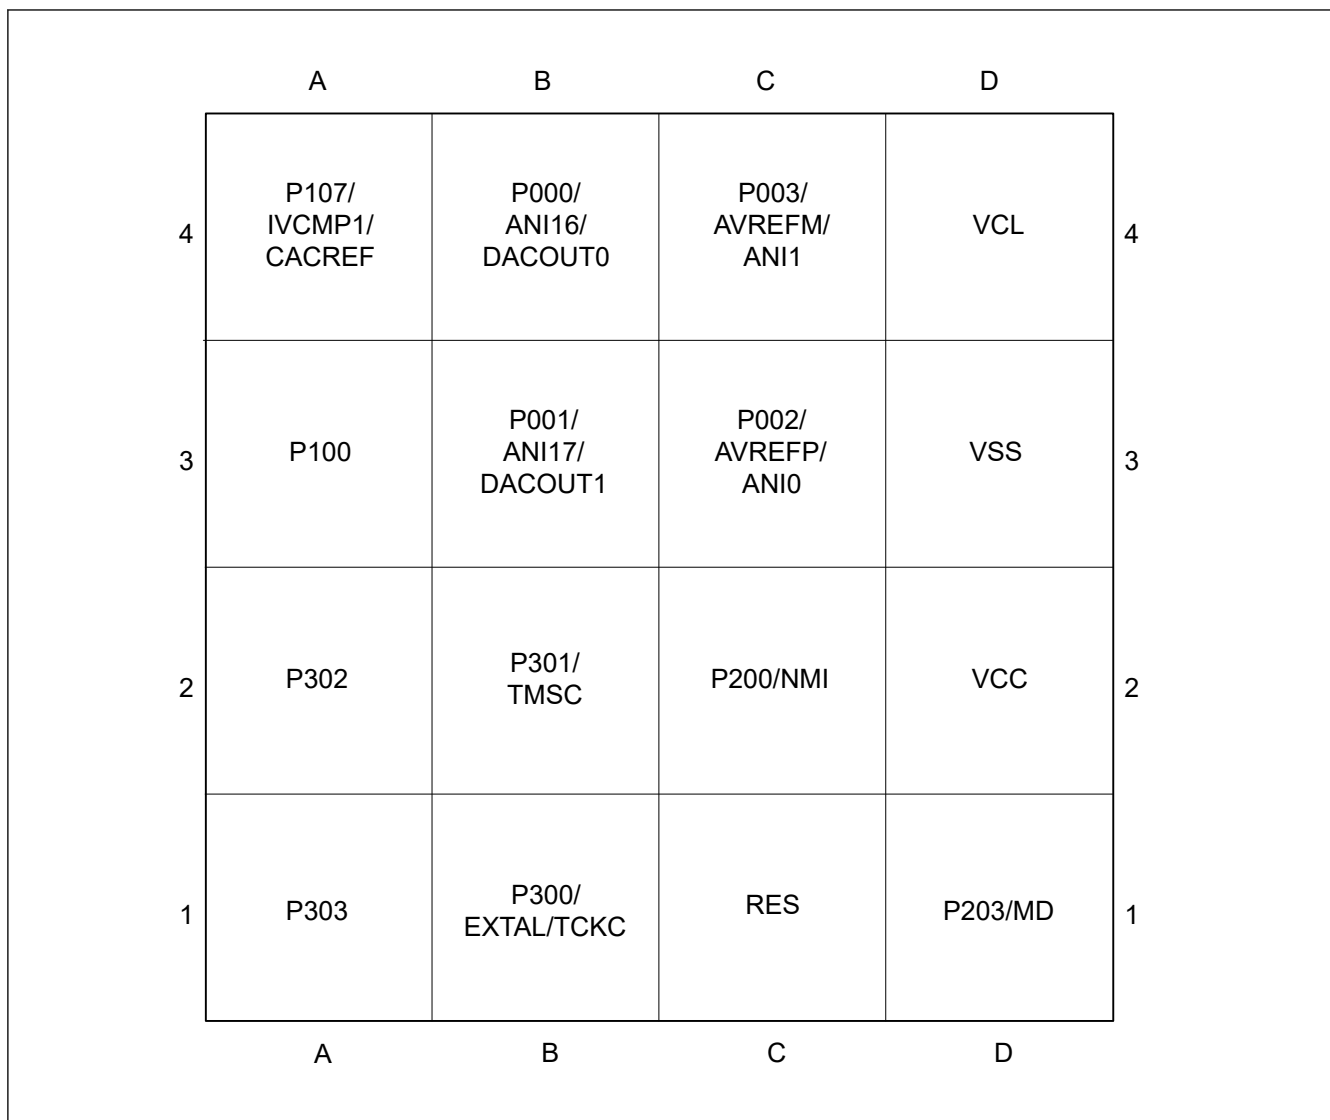 A B C D
4 P107/ P000/ P003/ VCL 4
IVCMP1/ ANI16/ AVREFM/
CACREF DACOUT0 ANI1
3 P100 P001/ P002/ VSS 3
ANI17/ AVREFP/
DACOUT1 ANI0
2 P302 P301/ P200/NMI VCC 2
TMSC
1 P303 P300/ RES P203/MD 1
EXTAL/TCKC
A B C D